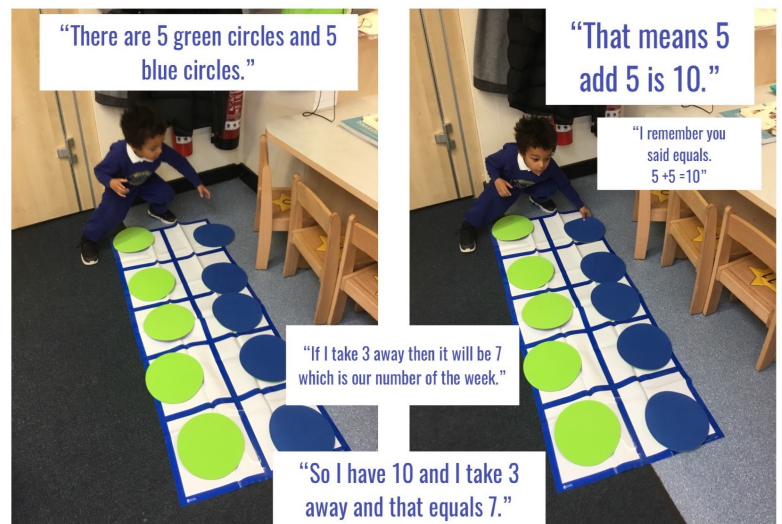 “There are 5 green circles and 5
blue circles.”
“That means 5
add 5 is 10.”
“I remember you
said equals.
5 +5 =10”
“If I take 3 away then it will be 7
which is our number of the week.”
“So I have 10 and I take 3
away and that equals 7.”